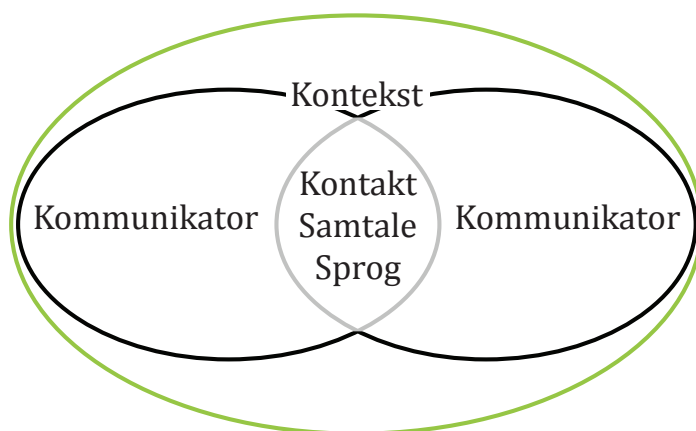 Kontekst
Kommunikator
Kontakt
Samtale
Sprog
Kommunikator